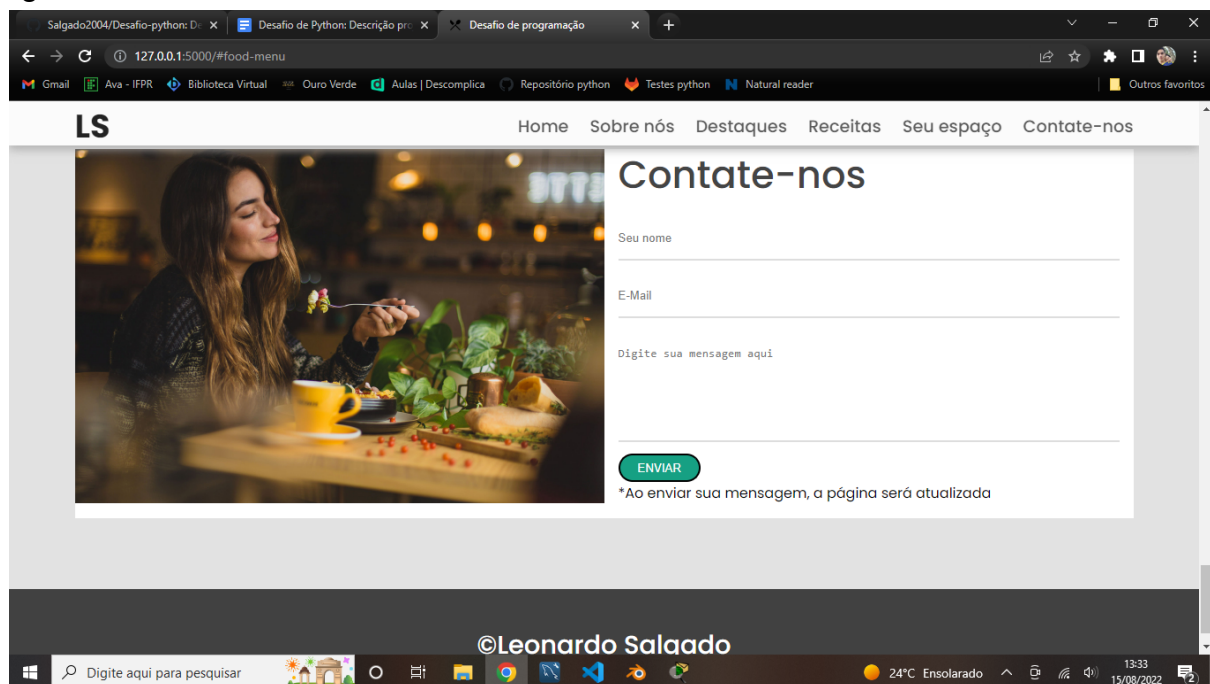 Salgado2004/Desafio-python: De
Desafio de Python: Descrição pro
Desafio de programação
127.0.0.1:5000/#food-menu
Gmail
Ava - IFPR
Biblioteca Virtual
Ouro Verde
Aulas | Descomplica
Repositório python
Testes python
Natural reader
Outros favoritos
LS
Home
Sobre nós
Destaques
Receitas
Seu espaço
Contate-nos
Contate-nos
Seu nome
E-Mail
Digite sua mensagem aqui
ENVIAR
*Ao enviar sua mensagem, a página será atualizada
©Leonardo Salgado
Digite aqui para pesquisar
24°C Ensolarado
13:33
15/08/2022
2